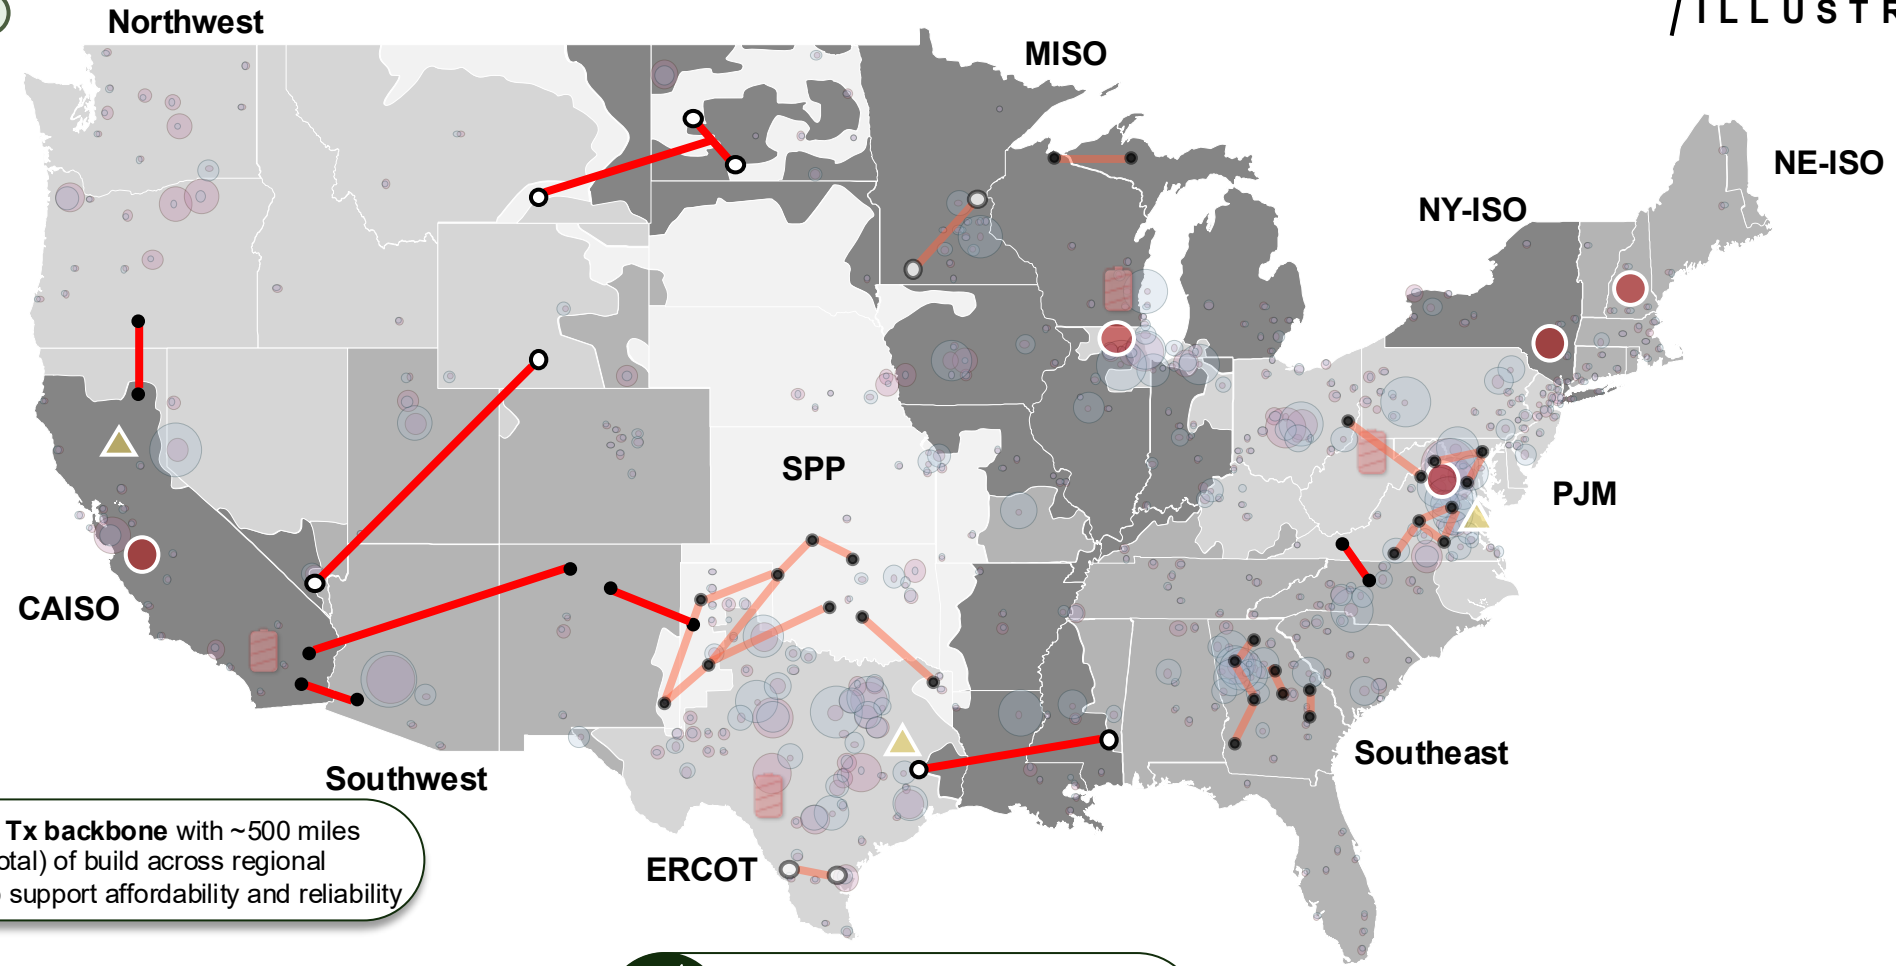 Northwest
MISO
NE-ISO
NY-ISO
SPP
PJM
CAISO
Southeast
Southwest
Tx backbone with ~500 miles
of build across regional
support affordability and reliability
ERCOT